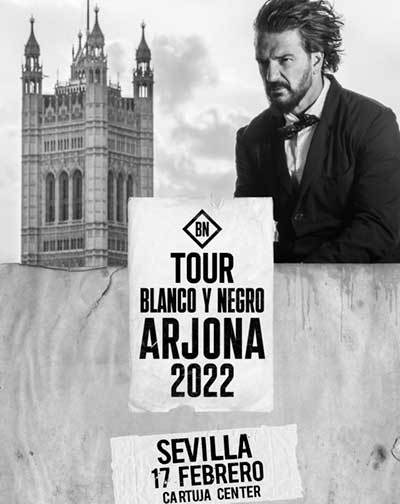 BN
TOUR
BLANCO Y NEGRO
ARJONA
2022
SEVILLA
17 FEBRERO
CARTUJA CENTER